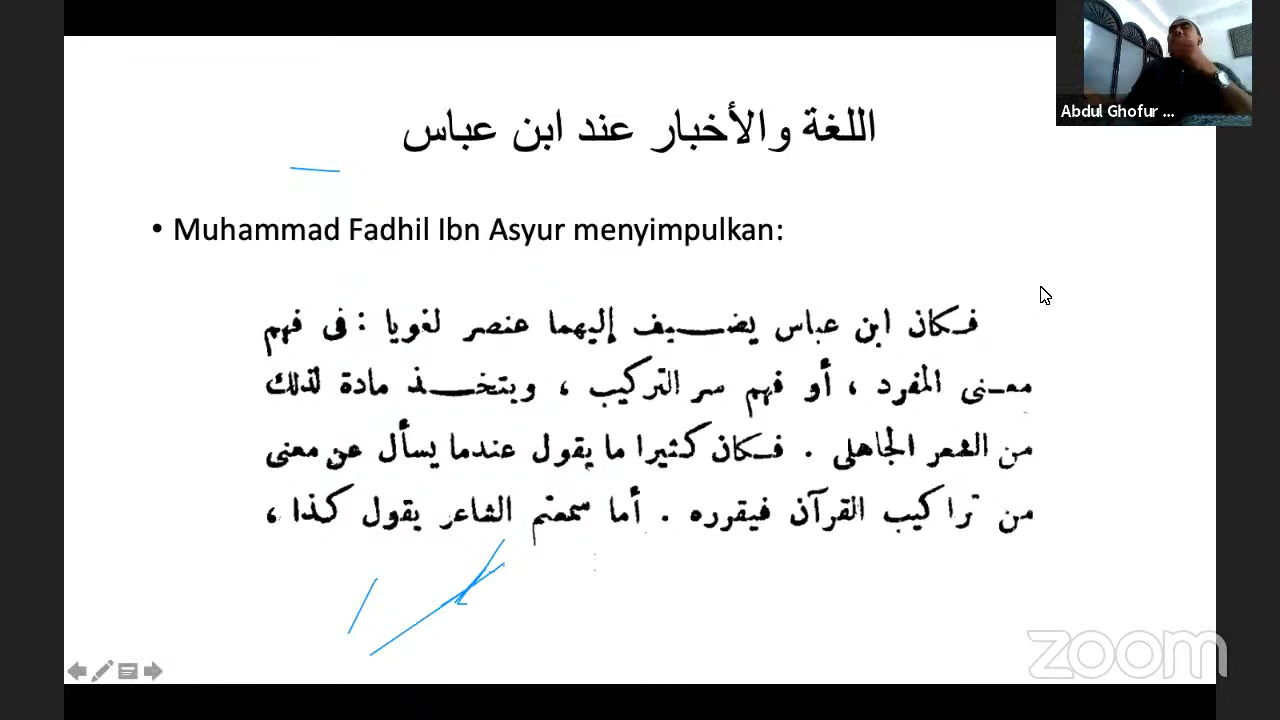 Abdul Ghofur ...
اللغة والأخبار عند ابن عباس
• Muhammad Fadhil Ibn Asyur menyimpulkan:
فكان ابن عباس يضيف إليهما عنصر لغويا : فى فهم
معنى المفرد ، أو فهم سر التركيب ، ويتخذ مادة لذلك
من الشعر الجاهلى . فكان كثيرا ما يقول عندما يسأل عن معنى
من تراكيب القرآن فيقرره . أما سمعتم الشاعر يقول كذا ،
zoom